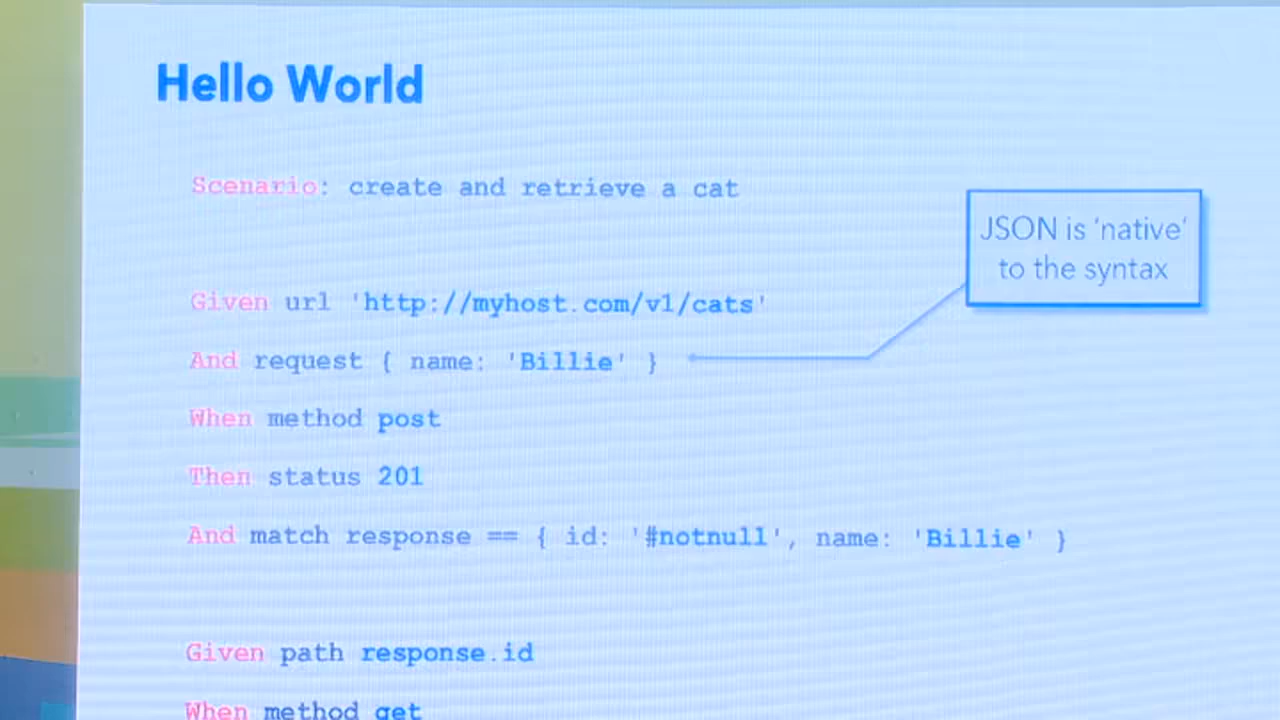 Hello World
Scenario: create and retrieve a cat
JSON is 'native'
to the syntax
Given url 'http://myhost.com/v1/cats'
And request { name: 'Billie' }
When method post
Then status 201
And match response == { id: '#notnull', name: 'Billie' }
Given path response.id
When method get